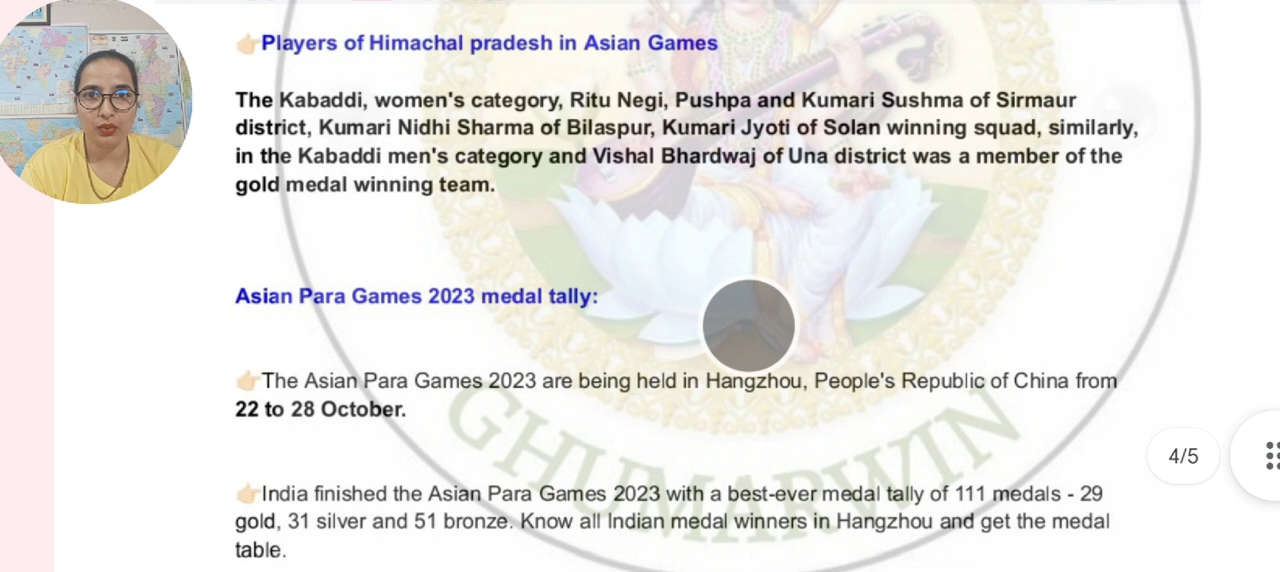 👉Players of Himachal pradesh in Asian Games
The Kabaddi, women's category, Ritu Negi, Pushpa and Kumari Sushma of Sirmaur
district, Kumari Nidhi Sharma of Bilaspur, Kumari Jyoti of Solan winning squad, similarly,
in the Kabaddi men's category and Vishal Bhardwaj of Una district was a member of the
gold medal winning team.
Asian Para Games 2023 medal tally:
👉The Asian Para Games 2023 are being held in Hangzhou, People's Republic of China from
22 to 28 October.
4/5
👉India finished the Asian Para Games 2023 with a best-ever medal tally of 111 medals - 29
gold, 31 silver and 51 bronze. Know all Indian medal winners in Hangzhou and get the medal
table.
GHUMARWIN